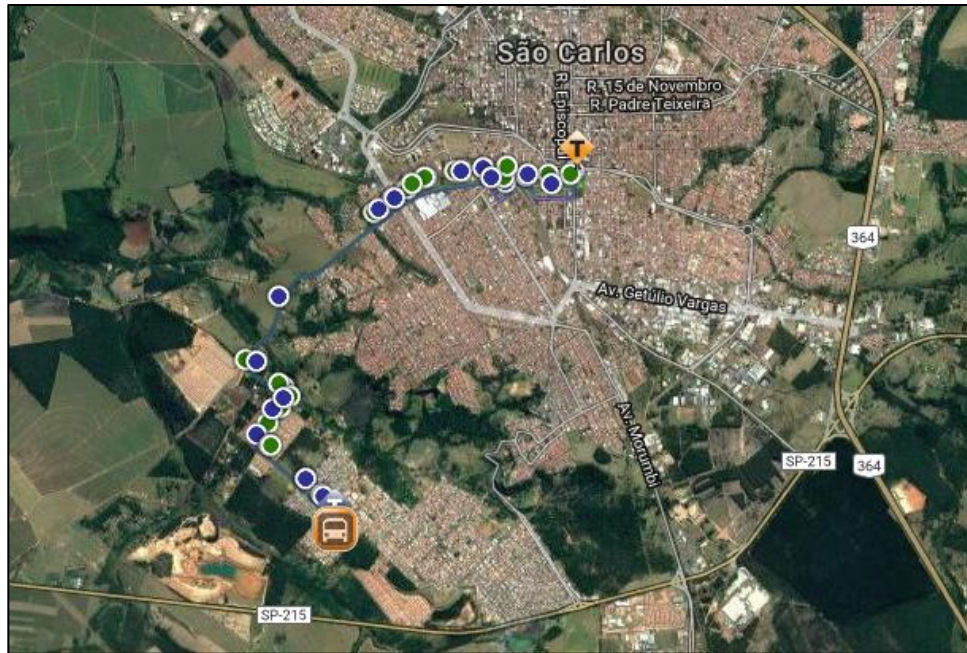 São Carlos
R. 15 de Novembro
R. Padre Teixeira
R. Episcopal
T
364
Av. Getúlio Vargas
Av. Morumbi
SP-215
364
SP-215